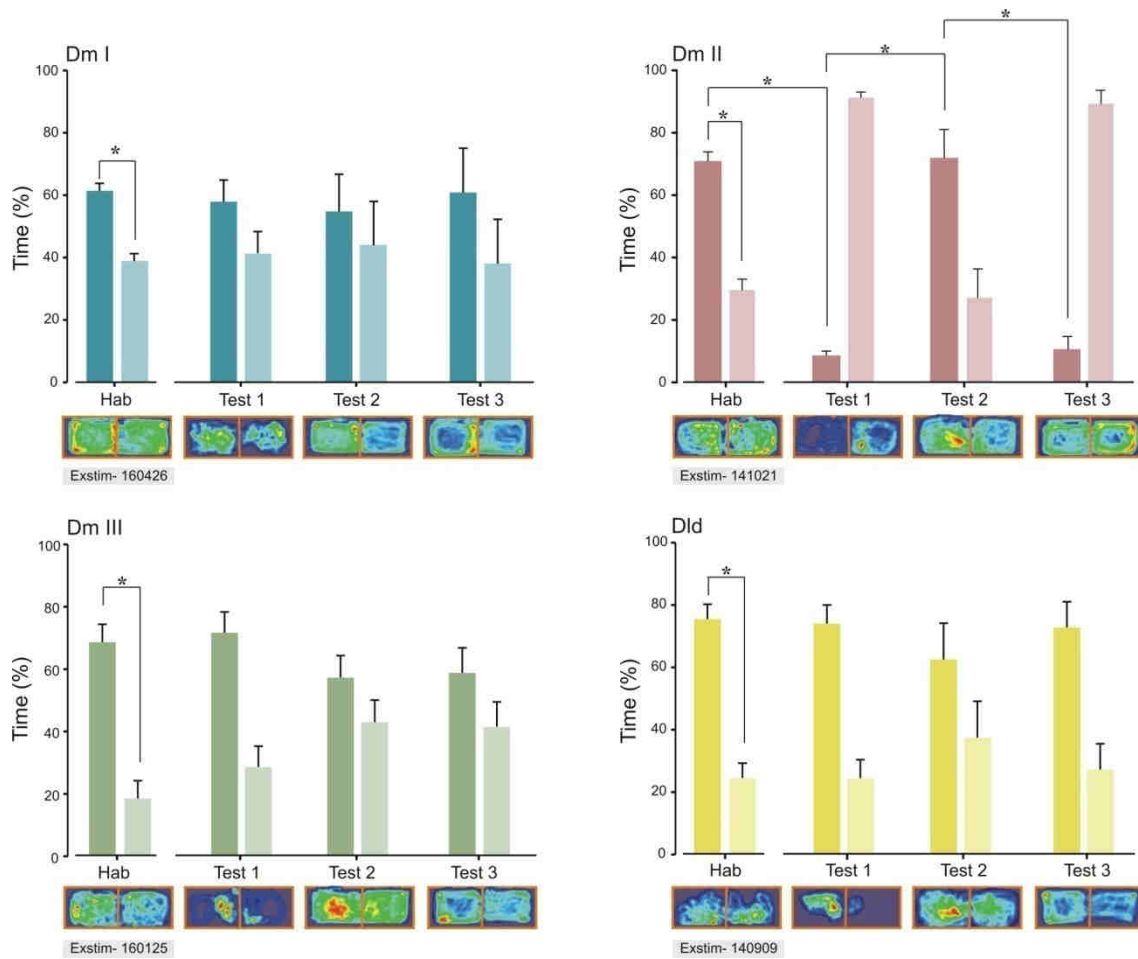 Dm I
100
80
60
40
20
0
Time (%)
*
Hab Test 1 Test 2 Test 3
Exstim- 160426
Dm II
100
80
60
40
20
0
Time (%)
*
*
*
*
Hab Test 1 Test 2 Test 3
Exstim- 141021
Dm III
100
80
60
40
20
0
Time (%)
*
Hab Test 1 Test 2 Test 3
Exstim- 160125
Dld
100
80
60
40
20
0
Time (%)
*
Hab Test 1 Test 2 Test 3
Exstim- 140909